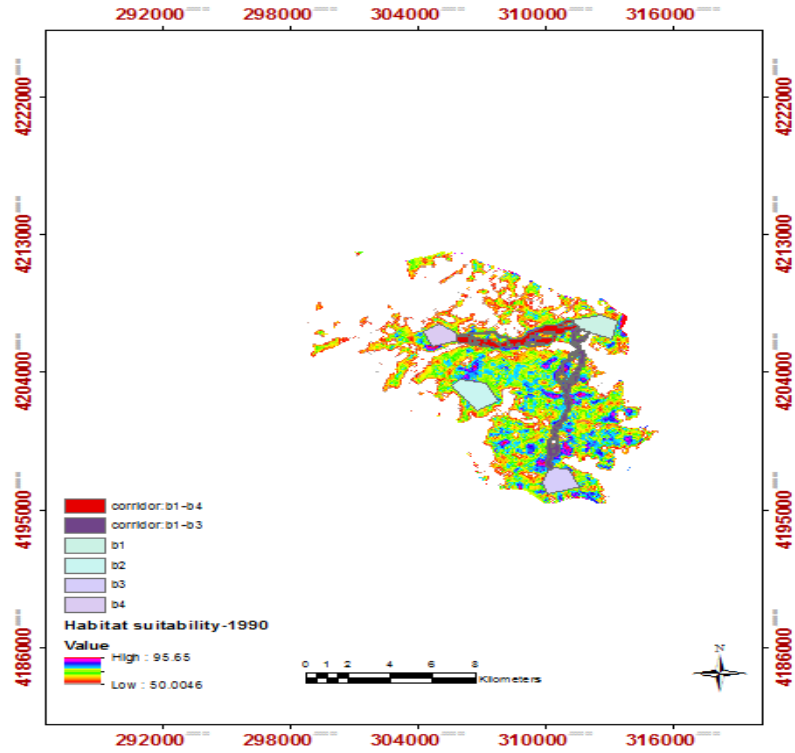 292000 298000 304000 310000 316000
4222000 4222000
4213000 4213000
4204000 4204000
4195000 4195000
4186000 4186000
corridor:b1-b4
corridor:b1-b3
b1
b2
b3
b4
Habitat suitability-1990
Value
High : 95.65
Low : 50.0046
0 1 2 4 6 8
Kilometers
N
292000 298000 304000 310000 316000